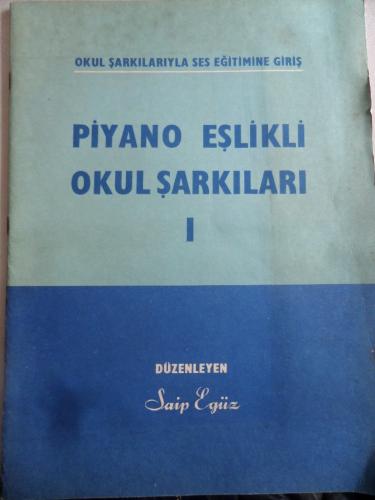 OKUL ŞARKILARIYLA SES EĞİTİMİNE GİRİŞ
PİYANO EŞLİKLİ
OKUL ŞARKILARI
I
DÜZENLEYEN
Saip Egüz